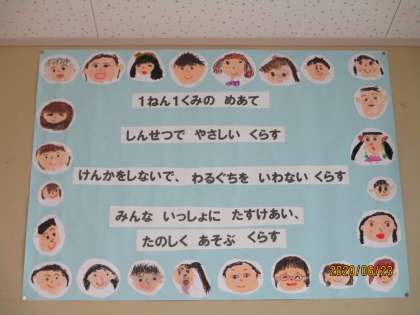 1ねん1くみの めあて
しんせつで やさしい くらす
けんかをしないで、わるぐちを いわない くらす
みんな いっしょに たすけあい、
たのしく あそぶ くらす
2020/06/23